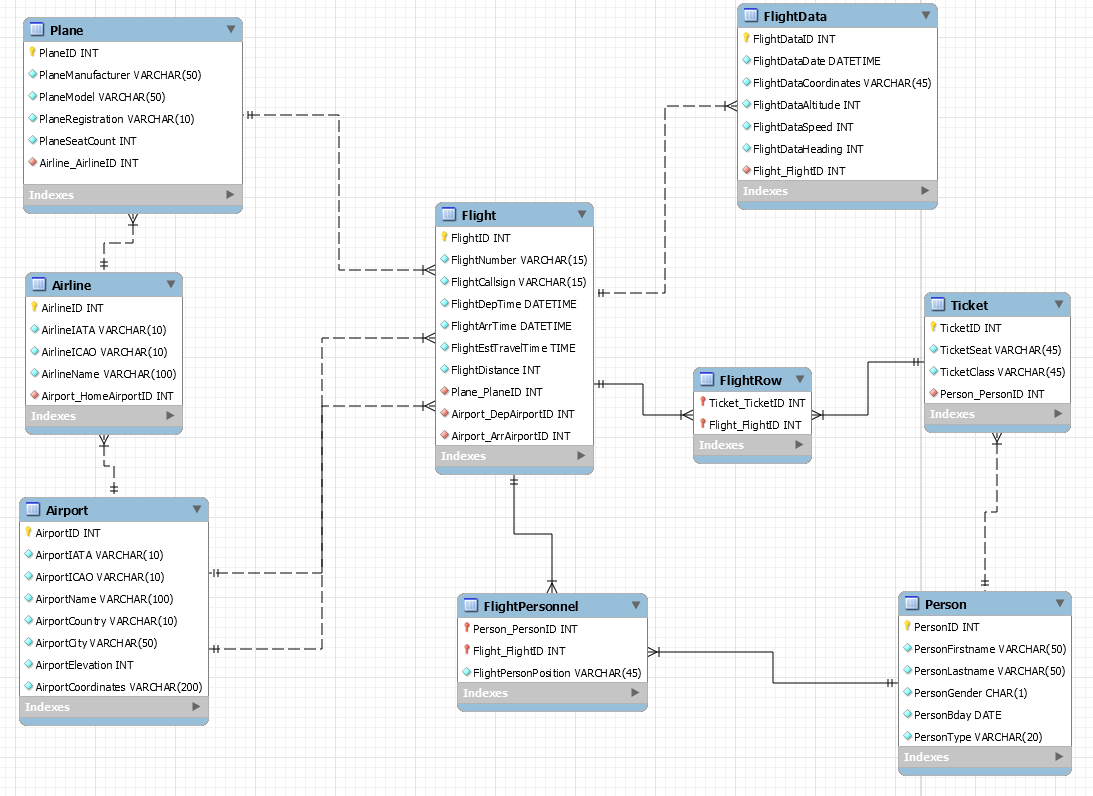 Plane
PlaneID INT
PlaneManufacturer VARCHAR(50)
PlaneModel VARCHAR(50)
PlaneRegistration VARCHAR(10)
PlaneSeatCount INT
Airline_AirlineID INT
Indexes
FlightData
FlightDataID INT
FlightDataDate DATETIME
FlightDataCoordinates VARCHAR(45)
FlightDataAltitude INT
FlightDataSpeed INT
FlightDataHeading INT
Flight_FlightID INT
Indexes
Flight
FlightID INT
FlightNumber VARCHAR(15)
FlightCallsign VARCHAR(15)
FlightDepTime DATETIME
FlightArrTime DATETIME
FlightEstTravelTime TIME
FlightDistance INT
Plane_PlaneID INT
Airport_DepAirportID INT
Airport_ArrAirportID INT
Indexes
Airline
AirlineID INT
AirlineIATA VARCHAR(10)
AirlineICAO VARCHAR(10)
AirlineName VARCHAR(100)
Airport_HomeAirportID INT
Indexes
Ticket
TicketID INT
TicketSeat VARCHAR(45)
TicketClass VARCHAR(45)
Person_PersonID INT
Indexes
FlightRow
Ticket_TicketID INT
Flight_FlightID INT
Indexes
Airport
AirportID INT
AirportIATA VARCHAR(10)
AirportICAO VARCHAR(10)
AirportName VARCHAR(100)
AirportCountry VARCHAR(10)
AirportCity VARCHAR(50)
AirportElevation INT
AirportCoordinates VARCHAR(200)
Indexes
FlightPersonnel
Person_PersonID INT
Flight_FlightID INT
FlightPersonPosition VARCHAR(45)
Indexes
Person
PersonID INT
PersonFirstname VARCHAR(50)
PersonLastname VARCHAR(50)
PersonGender CHAR(1)
PersonBday DATE
PersonType VARCHAR(20)
Indexes